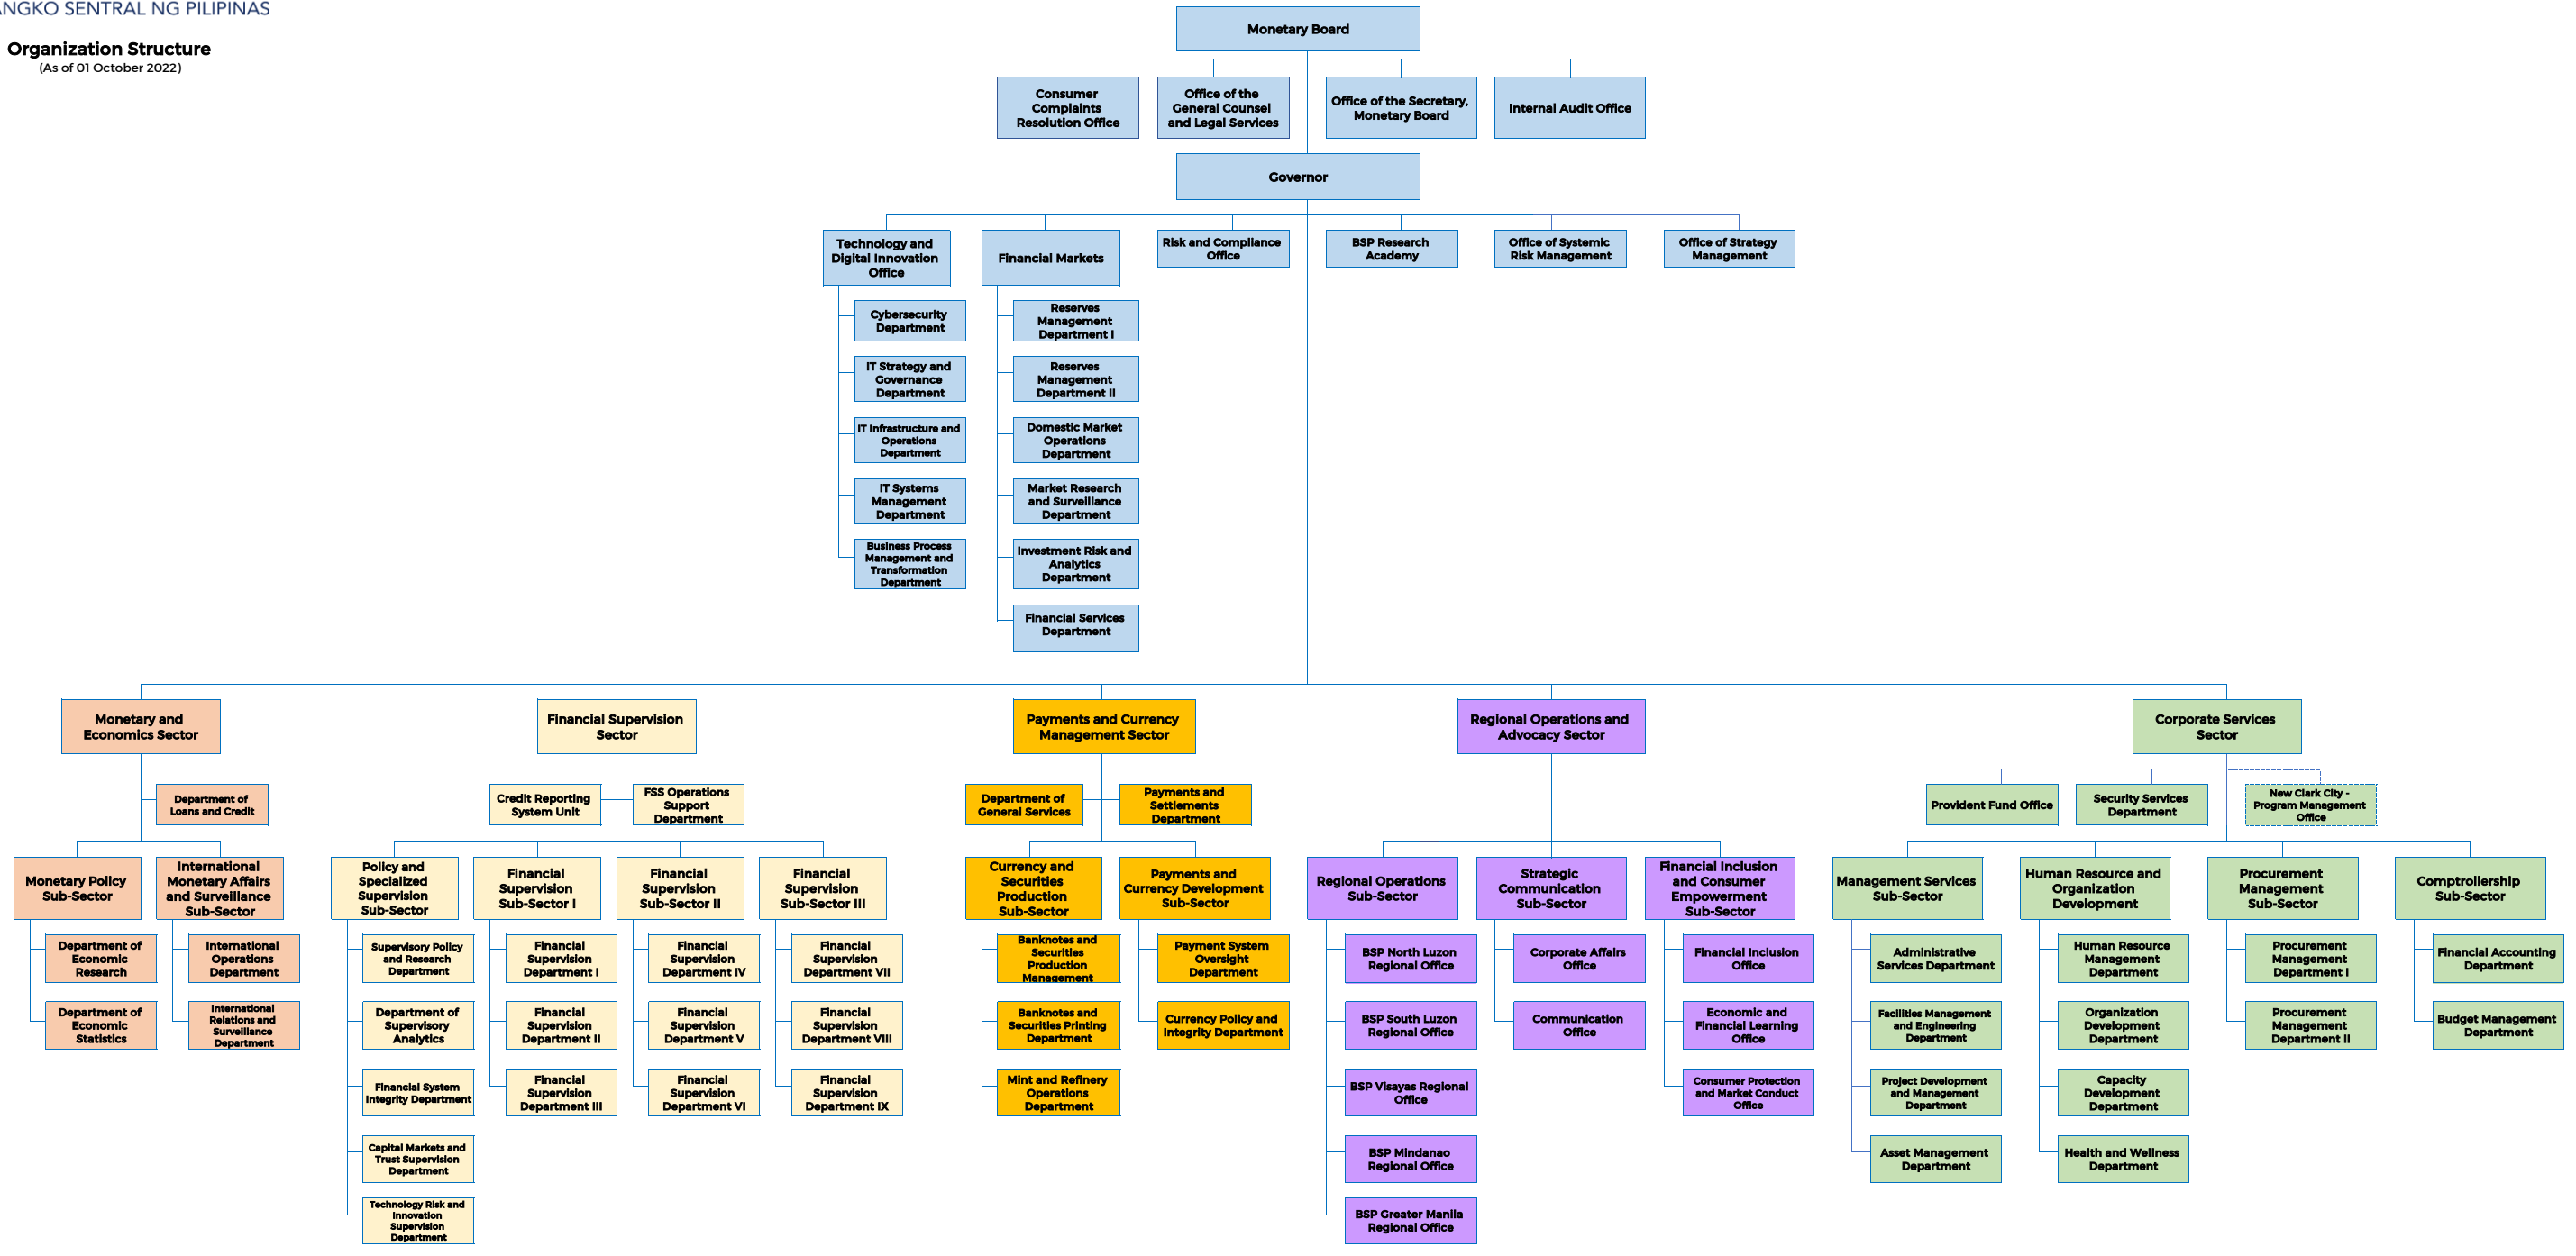 ANGKO SENTRAL NG PILIPINAS
Organization Structure
(As of 01 October 2022)
Monetary Board
Consumer
Complaints
Resolution Office
Office of the
General Counsel
and Legal Services
Office of the Secretary,
Monetary Board
Internal Audit Office
Governor
Technology and
Digital Innovation
Office
Financial Markets
Risk and Compliance
Office
BSP Research
Academy
Office of Systemic
Risk Management
Office of Strategy
Management
Cybersecurity
Department
IT Strategy and
Governance
Department
IT Infrastructure and
Operations
Department
IT Systems
Management
Department
Business Process
Management and
Transformation
Department
Reserves
Management
Department I
Reserves
Management
Department II
Domestic Market
Operations
Department
Market Research
and Surveillance
Department
Investment Risk and
Analytics
Department
Financial Services
Department
Monetary and
Economics Sector
Department of
Loans and Credit
Monetary Policy
Sub-Sector
Department of
Economic
Research
Department of
Economic
Statistics
International
Monetary Affairs
and Surveillance
Sub-Sector
International
Operations
Department
International
Relations and
Surveillance
Department
Financial Supervision
Sector
Credit Reporting
System Unit
FSS Operations
Support
Department
Policy and
Specialized
Supervision
Sub-Sector
Supervisory Policy
and Research
Department
Department of
Supervisory
Analytics
Financial System
Integrity Department
Capital Markets and
Trust Supervision
Department
Technology Risk and
Innovation
Supervision
Department
Financial
Supervision
Sub-Sector I
Financial
Supervision
Department I
Financial
Supervision
Department II
Financial
Supervision
Department III
Financial
Supervision
Sub-Sector II
Financial
Supervision
Department IV
Financial
Supervision
Department V
Financial
Supervision
Department VI
Financial
Supervision
Sub-Sector III
Financial
Supervision
Department VII
Financial
Supervision
Department VIII
Financial
Supervision
Department IX
Payments and Currency
Management Sector
Department of
General Services
Payments and
Settlements
Department
Currency and
Securities
Production
Sub-Sector
Banknotes and
Securities
Production
Management
Banknotes and
Securities Printing
Department
Mint and Refinery
Operations
Department
Payments and
Currency Development
Sub-Sector
Payment System
Oversight
Department
Currency Policy and
Integrity Department
Regional Operations and
Advocacy Sector
Regional Operations
Sub-Sector
BSP North Luzon
Regional Office
BSP South Luzon
Regional Office
BSP Visayas Regional
Office
BSP Mindanao
Regional Office
BSP Greater Manila
Regional Office
Strategic
Communication
Sub-Sector
Corporate Affairs
Office
Communication
Office
Financial Inclusion
and Consumer
Empowerment
Sub-Sector
Financial Inclusion
Office
Economic and
Financial Learning
Office
Consumer Protection
and Market Conduct
Office
Corporate Services
Sector
Provident Fund Office
Security Services
Department
New Clark City -
Program Management
Office
Management Services
Sub-Sector
Administrative
Services Department
Facilities Management
and Engineering
Department
Project Development
and Management
Department
Asset Management
Department
Human Resource and
Organization
Development
Human Resource
Management
Department
Organization
Development
Department
Capacity
Development
Department
Health and Wellness
Department
Procurement
Management
Sub-Sector
Procurement
Management
Department I
Procurement
Management
Department II
Comptrollership
Sub-Sector
Financial Accounting
Department
Budget Management
Department